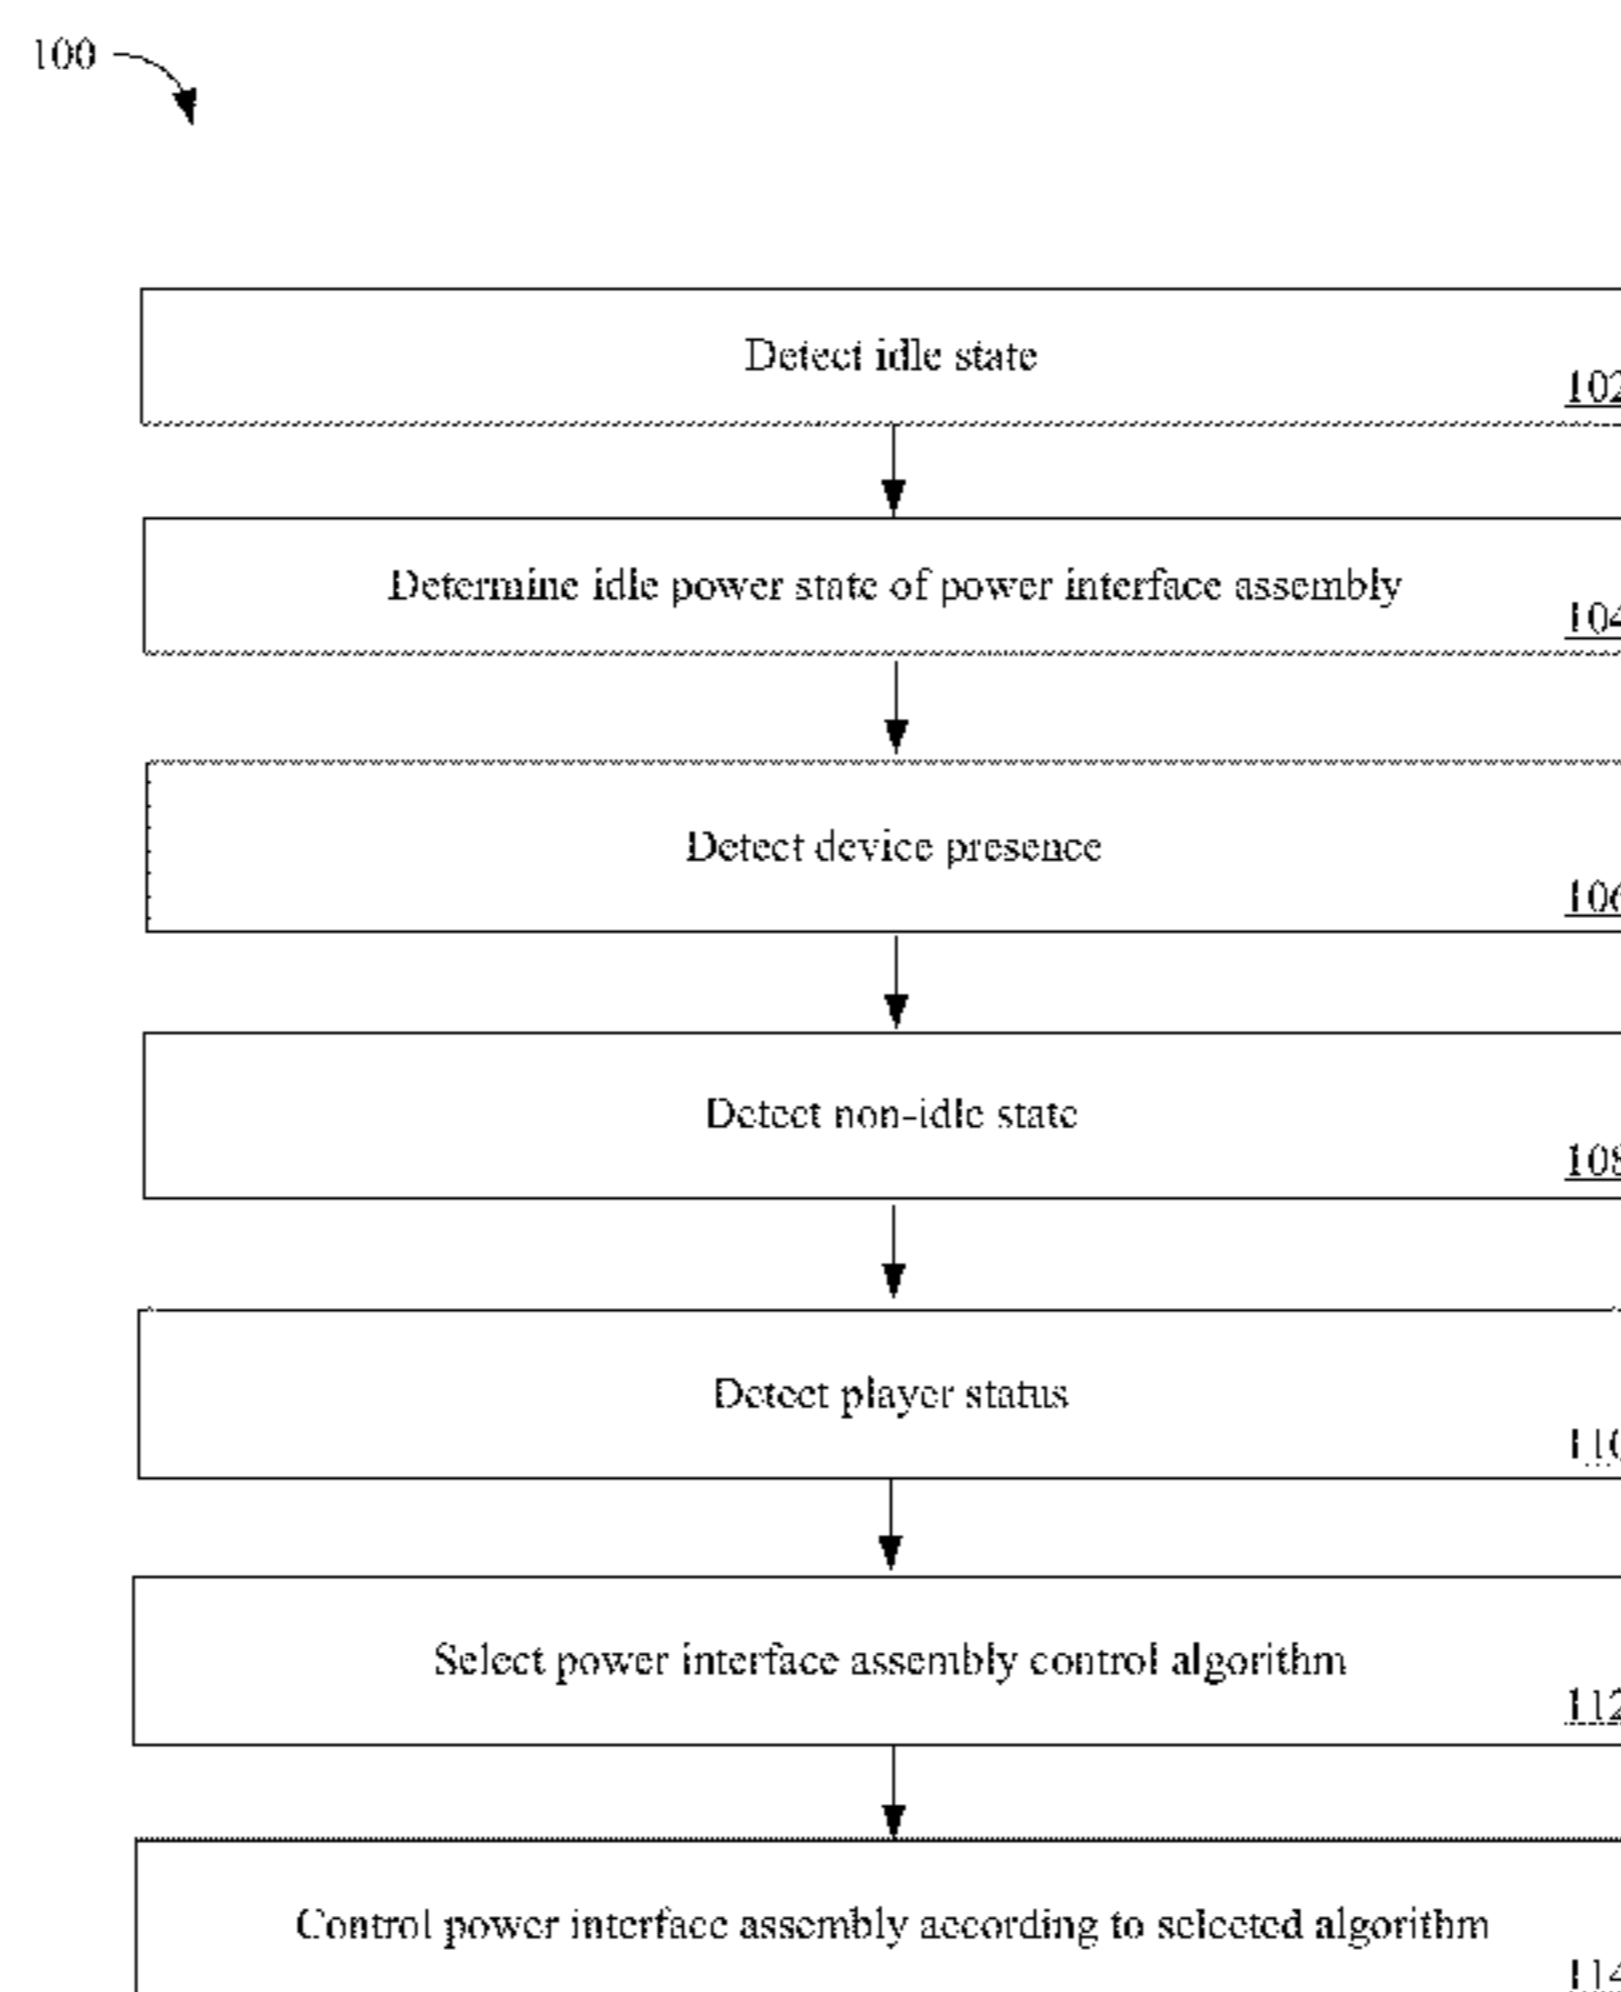 100
Detect idle state
102
Determine idle power state of power interface assembly
104
Detect device presence
106
Detect non-idle state
108
Detect player status
110
Select power interface assembly control algorithm
112
Control power interface assembly according to selected algorithm
114